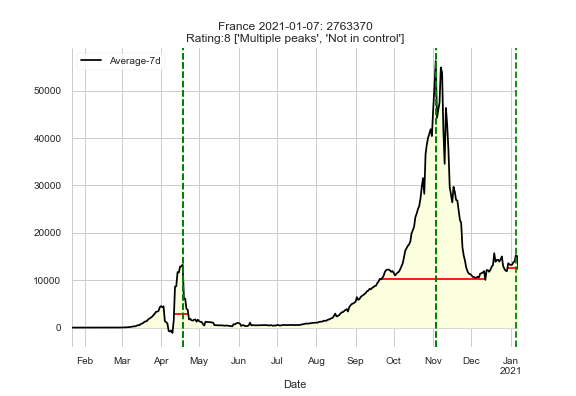 France 2021-01-07: 2763370
Rating:8 ['Multiple peaks', 'Not in control']
Average-7d
50000
40000
30000
20000
10000
0
Feb Mar Apr May Jun Jul Aug Sep Oct Nov Dec Jan
2021
Date